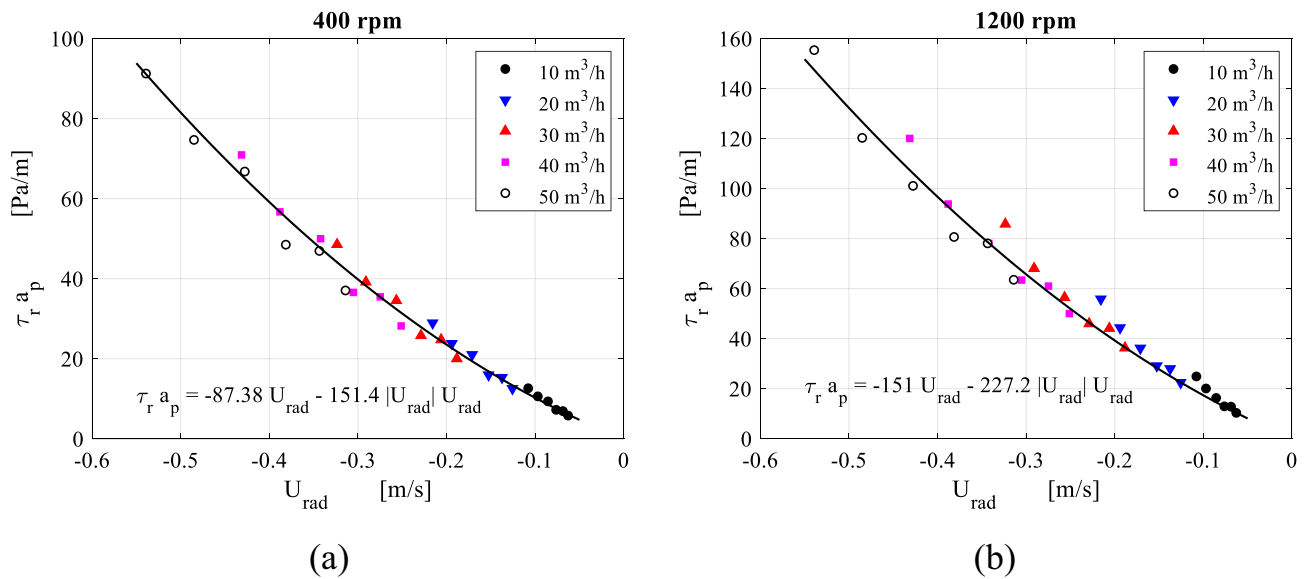 400 rpm
100
80
60
40
20
0
τr ap [Pa/m]
10 m³/h
20 m³/h
30 m³/h
40 m³/h
50 m³/h
τr ap = -87.38 Urad - 151.4 |Urad| Urad
-0.6 -0.5 -0.4 -0.3 -0.2 -0.1 0
Urad [m/s]
(a)
1200 rpm
160
140
120
100
80
60
40
20
0
τr ap [Pa/m]
10 m³/h
20 m³/h
30 m³/h
40 m³/h
50 m³/h
τr ap = -151 Urad - 227.2 |Urad| Urad
-0.6 -0.5 -0.4 -0.3 -0.2 -0.1 0
Urad [m/s]
(b)